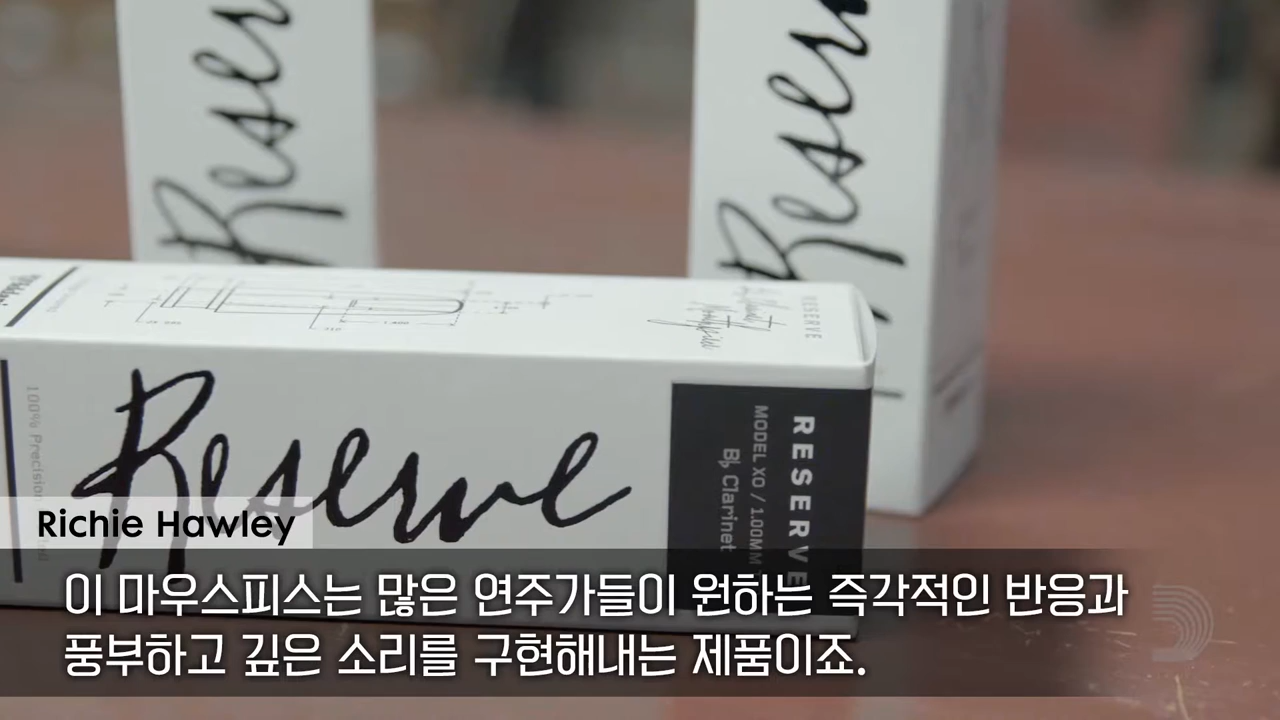 Reserve
Reserve
RESERVE
Reserve
100% Precision
RESERVE
MODEL X0 / 1.00MM
B♭ Clarinet
Richie Hawley
이 마우스피스는 많은 연주가들이 원하는 즉각적인 반응과
풍부하고 깊은 소리를 구현해내는 제품이죠.